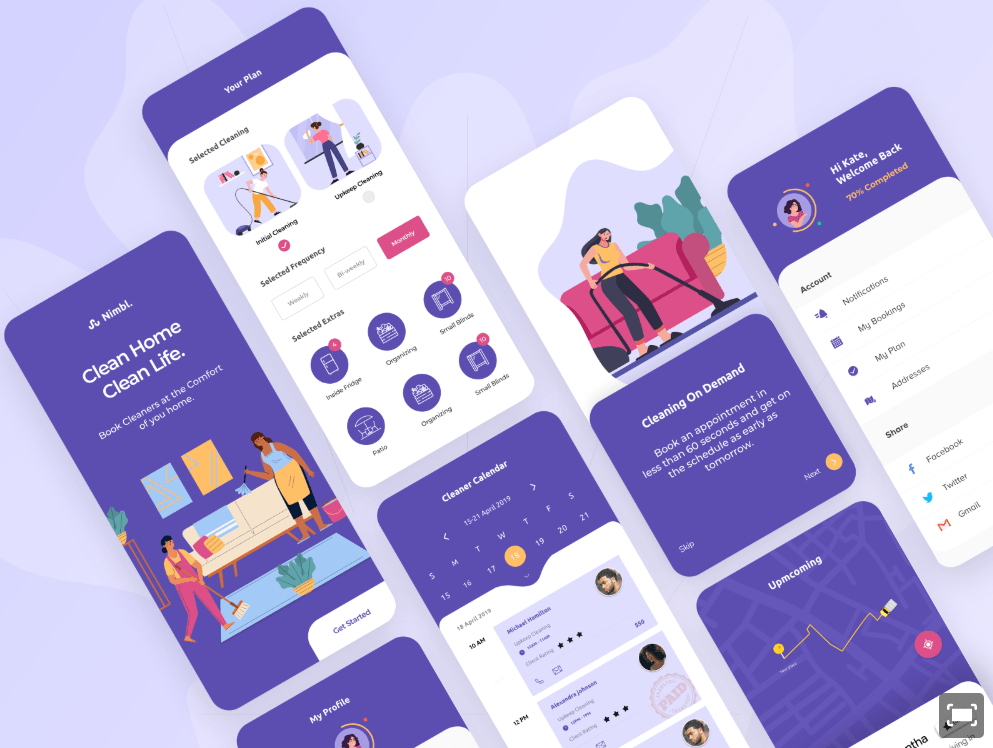 Your Plan
Selected Cleaning
Initial Cleaning
Upkeep Cleaning
Selected Frequency
Weekly
Bi-weekly
Monthly
Selected Extras
4
Inside Fridge
Organizing
10
Small Blinds
Patio
Organizing
10
Small Blinds
Nimbl.
Clean Home
Clean Life.
Book Cleaners at the Comfort
of you home.
Get Started
My Profile
Cleaner Calendar
15-21 April 2019
S M T W T F S
15 16 17 18 19 20 21
18 April 2019
10 AM
Michael Hamilton
Upkeep Cleaning
10AM - 11AM
Client Rating
$50
12 PM
Alexandra Johnson
Upkeep Cleaning
12PM - 1PM
Client Rating
PAID
Cleaning On Demand
Book an appointment in
less than 60 seconds and get on
the schedule as early as
tomorrow.
Next
Skip
Hi Kate,
Welcome Back
70% Completed
Account
Notifications
My Bookings
My Plan
Addresses
Share
Facebook
Twitter
Gmail
Upmcoming